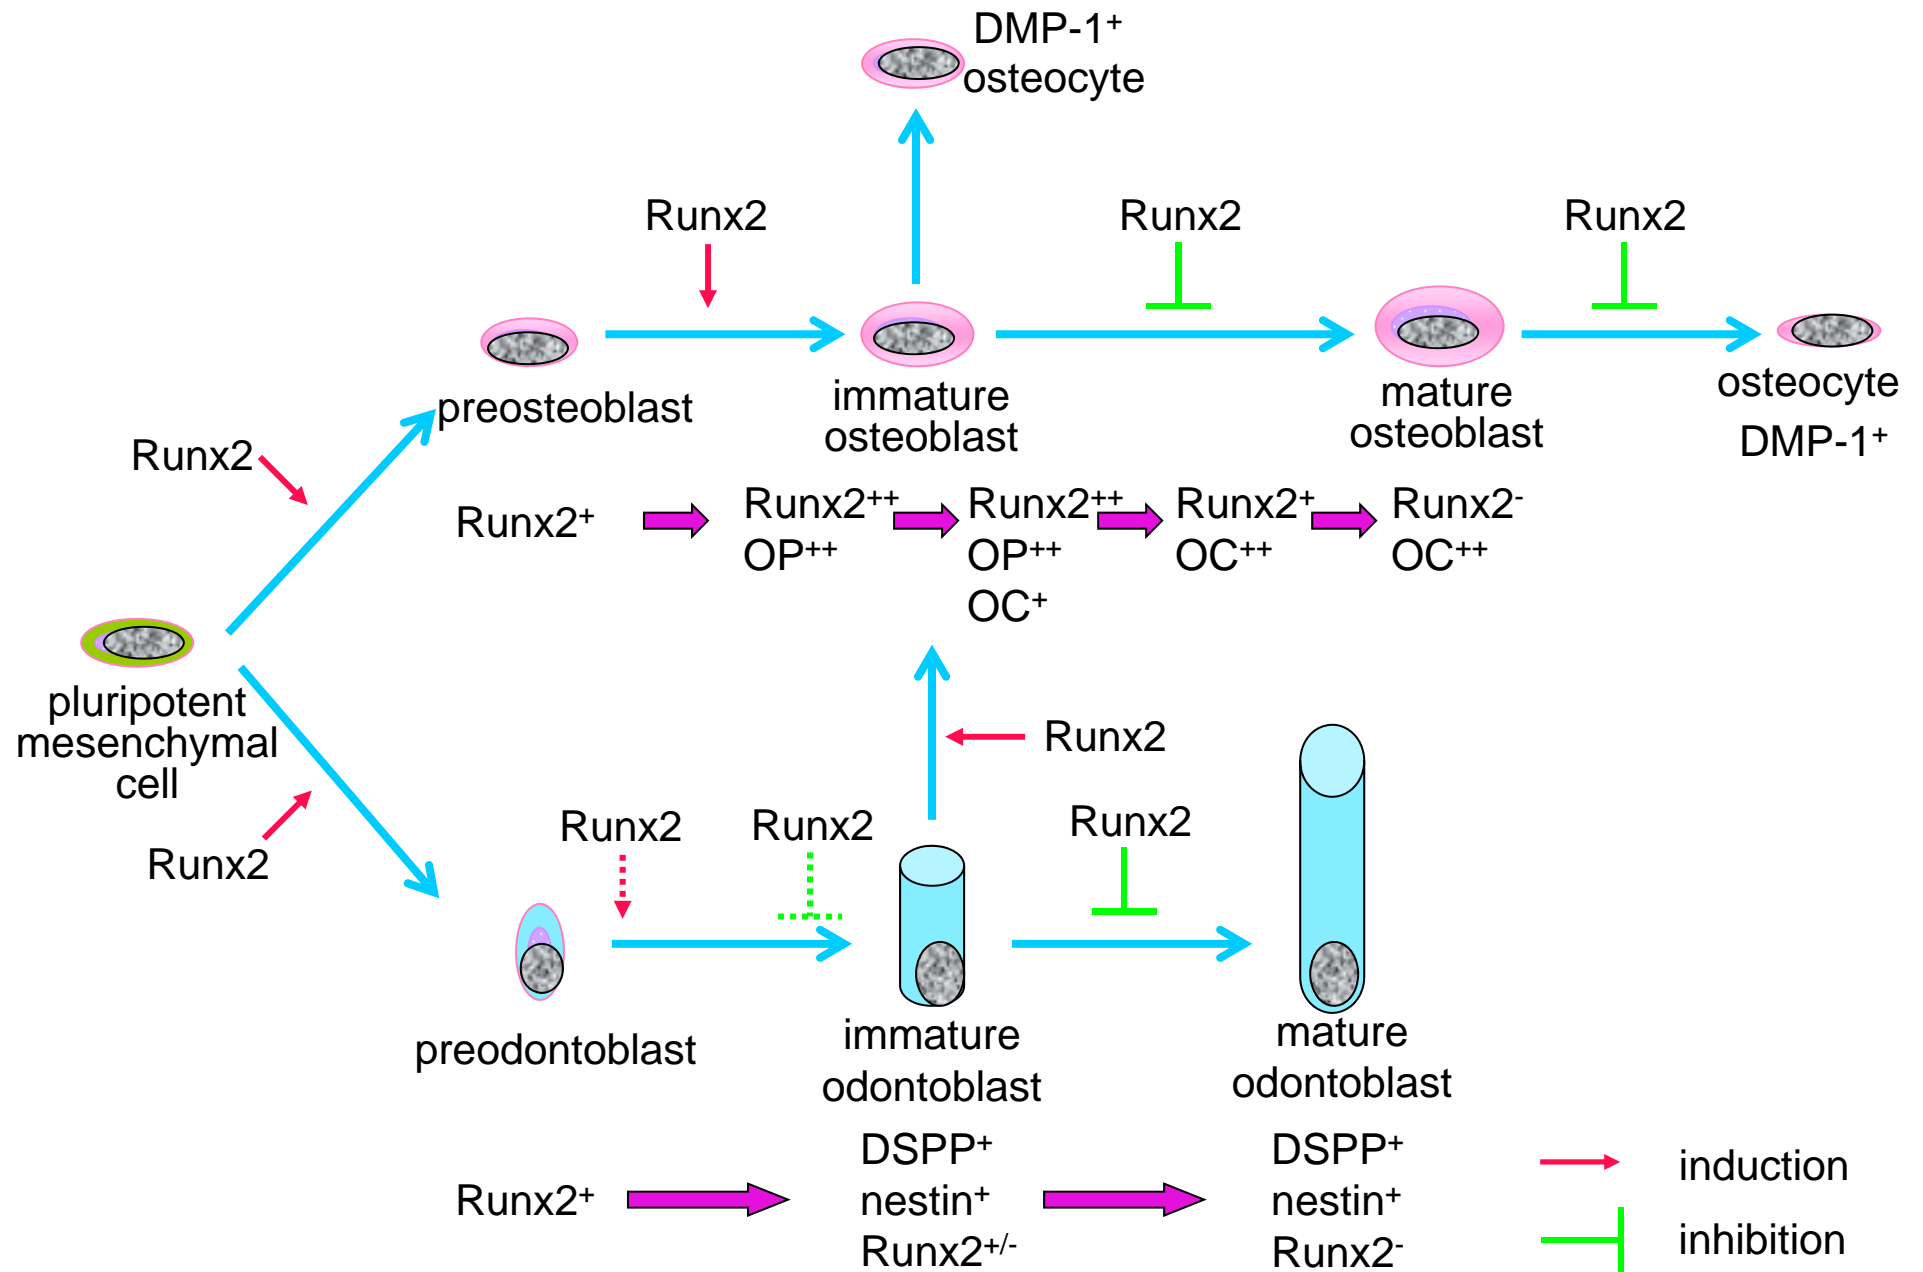 DMP-1⁺
osteocyte
Runx2
Runx2
Runx2
preosteoblast
immature
osteoblast
mature
osteoblast
osteocyte
DMP-1⁺
Runx2
Runx2⁺
Runx2⁺⁺
OP⁺⁺
Runx2⁺⁺
OP⁺⁺
OC⁺
Runx2⁺
OC⁺⁺
Runx2⁻
OC⁺⁺
pluripotent
mesenchymal
cell
Runx2
Runx2
Runx2
Runx2
Runx2
preodontoblast
immature
odontoblast
mature
odontoblast
Runx2⁺
DSPP⁺
nestin⁺
Runx2⁺/⁻
DSPP⁺
nestin⁺
Runx2⁻
induction
inhibition